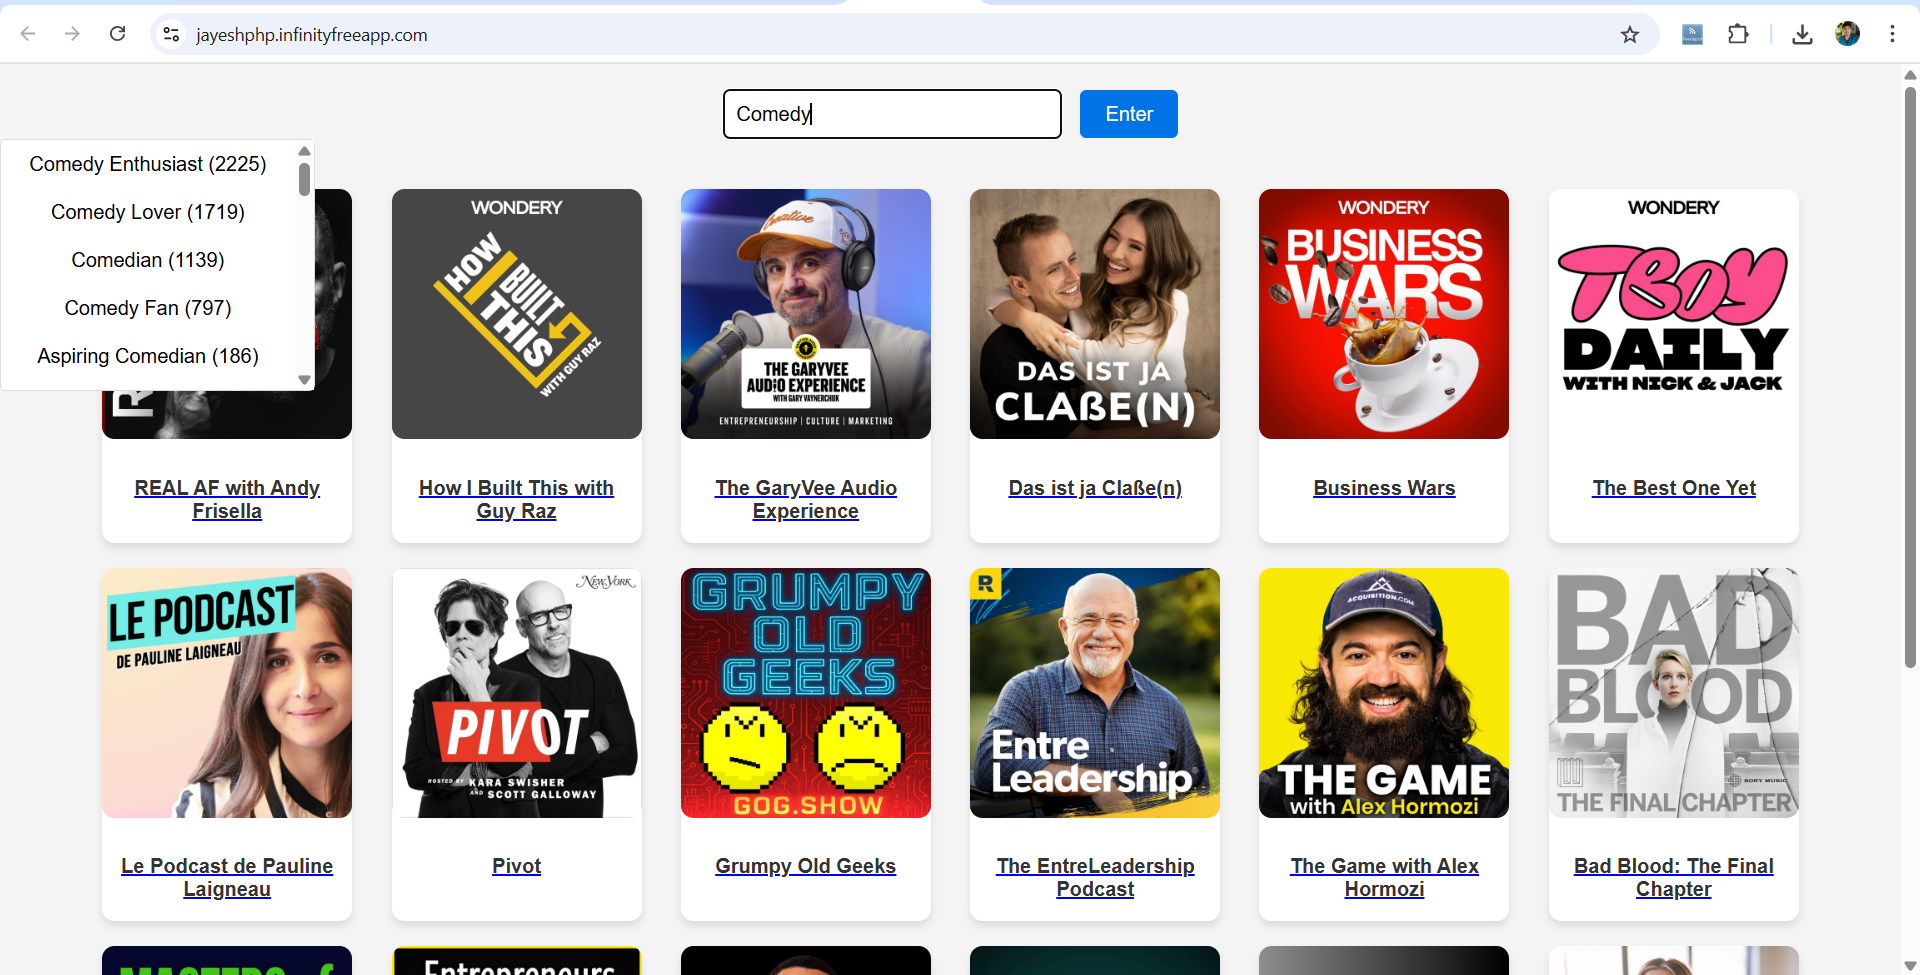 jayeshphp.infinityfreeapp.com
Comedy
Enter
Comedy Enthusiast (2225)
Comedy Lover (1719)
Comedian (1139)
Comedy Fan (797)
Aspiring Comedian (186)
REAL AF with Andy
Frisella
WONDERY
HOW
I BUILT
THIS
WITH GUY RAZ
How I Built This with
Guy Raz
creative
THE GARYVEE
AUDIO EXPERIENCE
WITH GARY VAYNERCHUK
ENTREPRENEURSHIP | CULTURE | MARKETING
The GaryVee Audio
Experience
DAS IST JA
CLAßE(N)
Das ist ja Claße(n)
WONDERY
BUSINESS
WARS
Business Wars
WONDERY
TBOY
DAILY
WITH NICK & JACK
The Best One Yet
LE PODCAST
DE PAULINE LAIGNEAU
Le Podcast de Pauline
Laigneau
NEW YORK
PIVOT
HOSTED BY KARA SWISHER
AND SCOTT GALLOWAY
Pivot
GRUMPY
OLD
GEEKS
GOG.SHOW
Grumpy Old Geeks
R
Entre
Leadership®
The EntreLeadership
Podcast
ACQUISITION.COM
THE GAME
with Alex Hormozi
The Game with Alex
Hormozi
BAD
BLOOD
SONY MUSIC
THE FINAL CHAPTER
Bad Blood: The Final
Chapter
Entrepreneurs